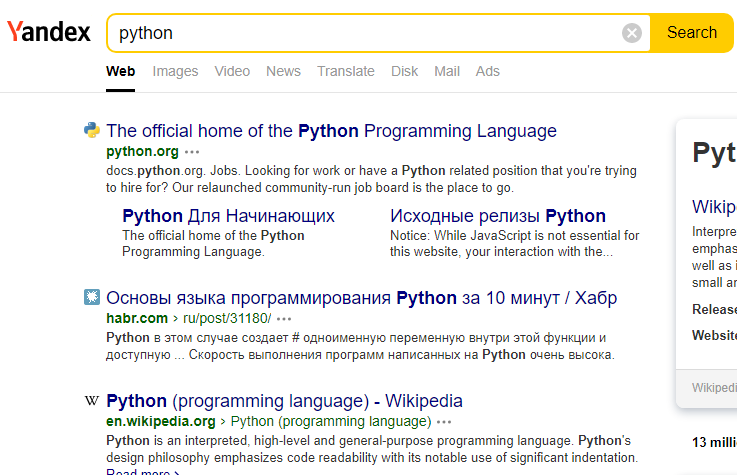 Yandex
python
Search
Web Images Video News Translate Disk Mail Ads
The official home of the Python Programming Language
python.org
docs.python.org. Jobs. Looking for work or have a Python related position that you're trying
to hire for? Our relaunched community-run job board is the place to go.
Python Для Начинающих
The official home of the Python
Programming Language.
Исходные релизы Python
Notice: While JavaScript is not essential for
this website, your interaction with the...
Основы языка программирования Python за 10 минут / Хабр
habr.com › ru/post/31180/
Python в этом случае создает # одноименную переменную внутри этой функции и
доступную ... Скорость выполнения программ написанных на Python очень высока.
W Python (programming language) - Wikipedia
en.wikipedia.org › Python (programming language)
Python is an interpreted, high-level and general-purpose programming language. Python's
design philosophy emphasizes code readability with its notable use of significant indentation.
Read more ›
Pyt
Wikip
Interpre
emphas
well as i
small ar
Release
Website
Wikipedi
13 milli